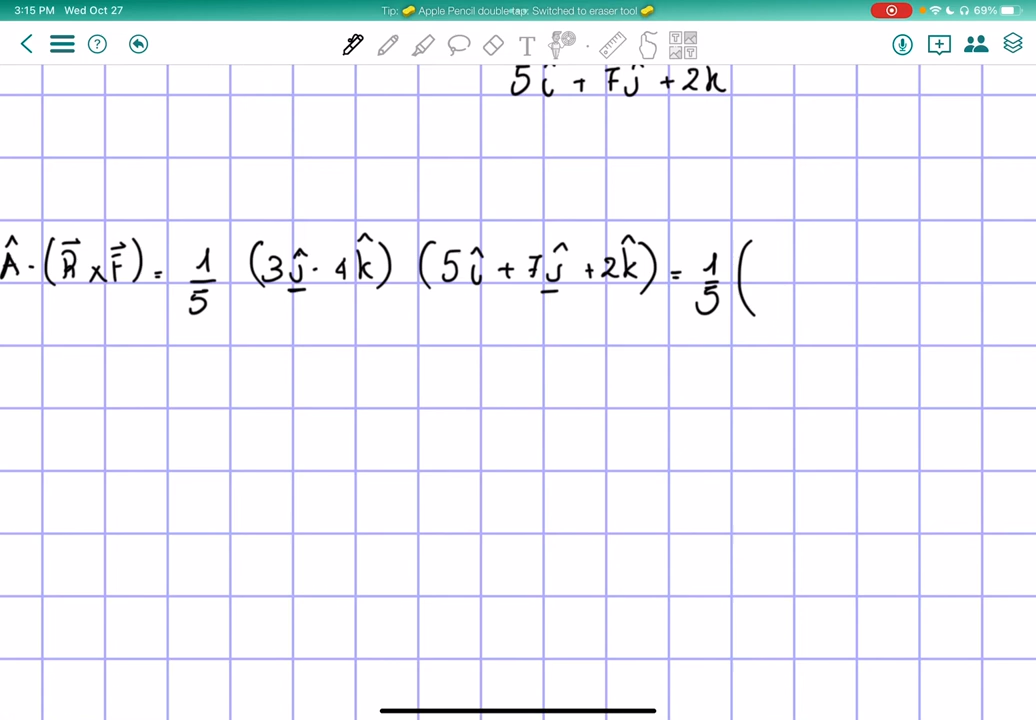 3:15 PM Wed Oct 27
Tip: 🧽 Apple Pencil double-tap: Switched to eraser tool 🧽
69%
5î + 7ĵ + 2k
Â · (R⃗ × F⃗) = 1/5 (3ĵ · 4k̂) (5î + 7ĵ + 2k̂) = 1/5 (